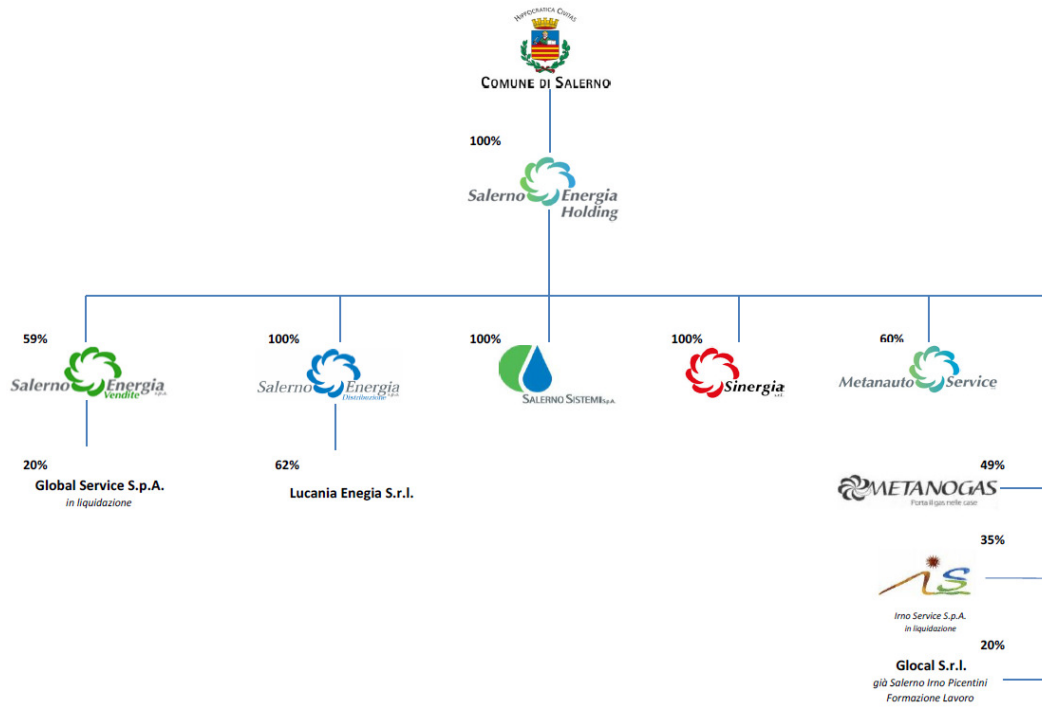 HIPPOCRATICA CIVITAS
COMUNE DI SALERNO
100%
Salerno Energia
Holding
59%
100%
100%
100%
60%
Salerno Energia
Vendite s.p.a.
Salerno Energia
Distribuzione s.p.a.
SALERNO SISTEMI S.p.A.
Sinergia s.r.l.
Metanauto Service
20%
Global Service S.p.A.
in liquidazione
62%
Lucania Enegia S.r.l.
49%
METANOGAS
Porta il gas nelle case
35%
is
Irno Service S.p.A.
in liquidazione
20%
Glocal S.r.l.
già Salerno Irno Picentini
Formazione Lavoro